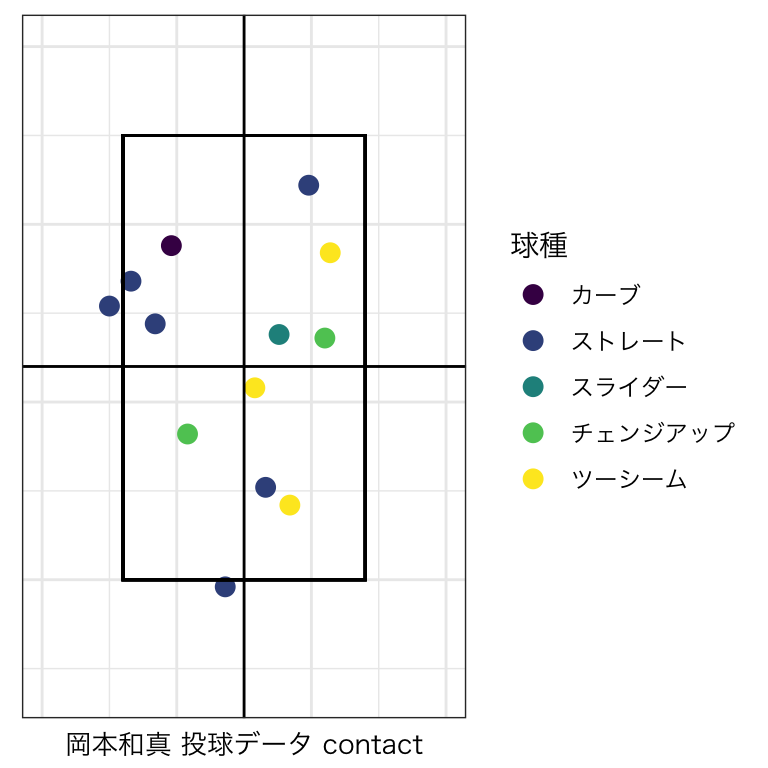 球種
カーブ
ストレート
スライダー
チェンジアップ
ツーシーム
岡本和真 投球データ contact